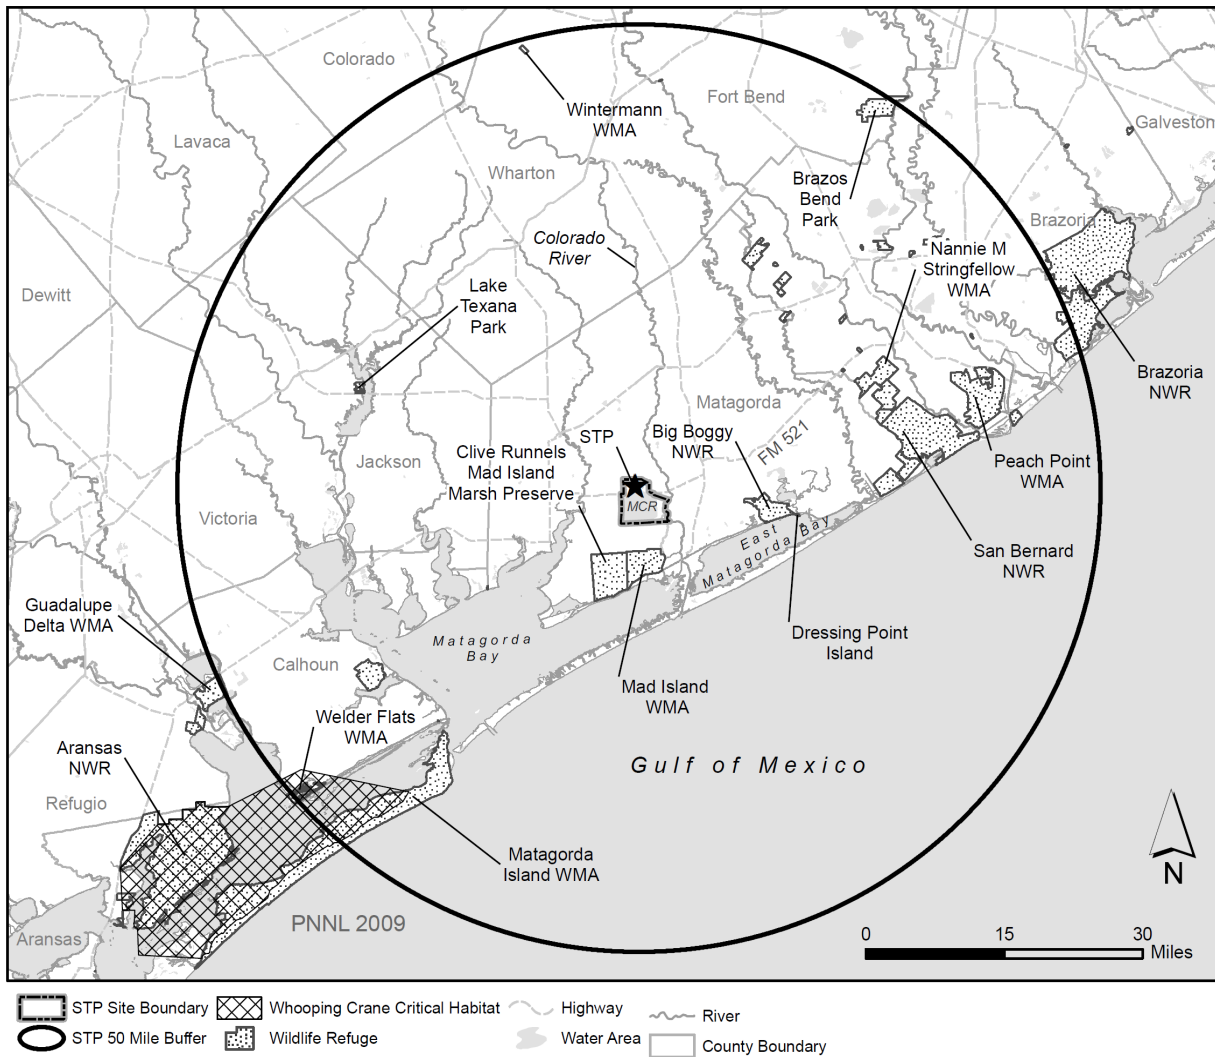 Colorado
Wintermann
WMA
Fort Bend
Galveston
Lavaca
Wharton
Brazos
Bend
Park
Brazoria
Colorado
River
Nannie M
Stringfellow
WMA
Dewitt
Lake
Texana
Park
Brazoria
NWR
Matagorda
STP
Big Boggy
NWR
FM 521
Clive Runnels
Mad Island
Marsh Preserve
Jackson
Peach Point
WMA
MCR
Victoria
East
Matagorda Bay
San Bernard
NWR
Guadalupe
Delta WMA
Matagorda
Bay
Dressing Point
Island
Calhoun
Mad Island
WMA
Welder Flats
WMA
Aransas
NWR
Gulf of Mexico
Refugio
Matagorda
Island WMA
N
PNNL 2009
Aransas
0 15 30
Miles
STP Site Boundary
Whooping Crane Critical Habitat
Highway
River
STP 50 Mile Buffer
Wildlife Refuge
Water Area
County Boundary